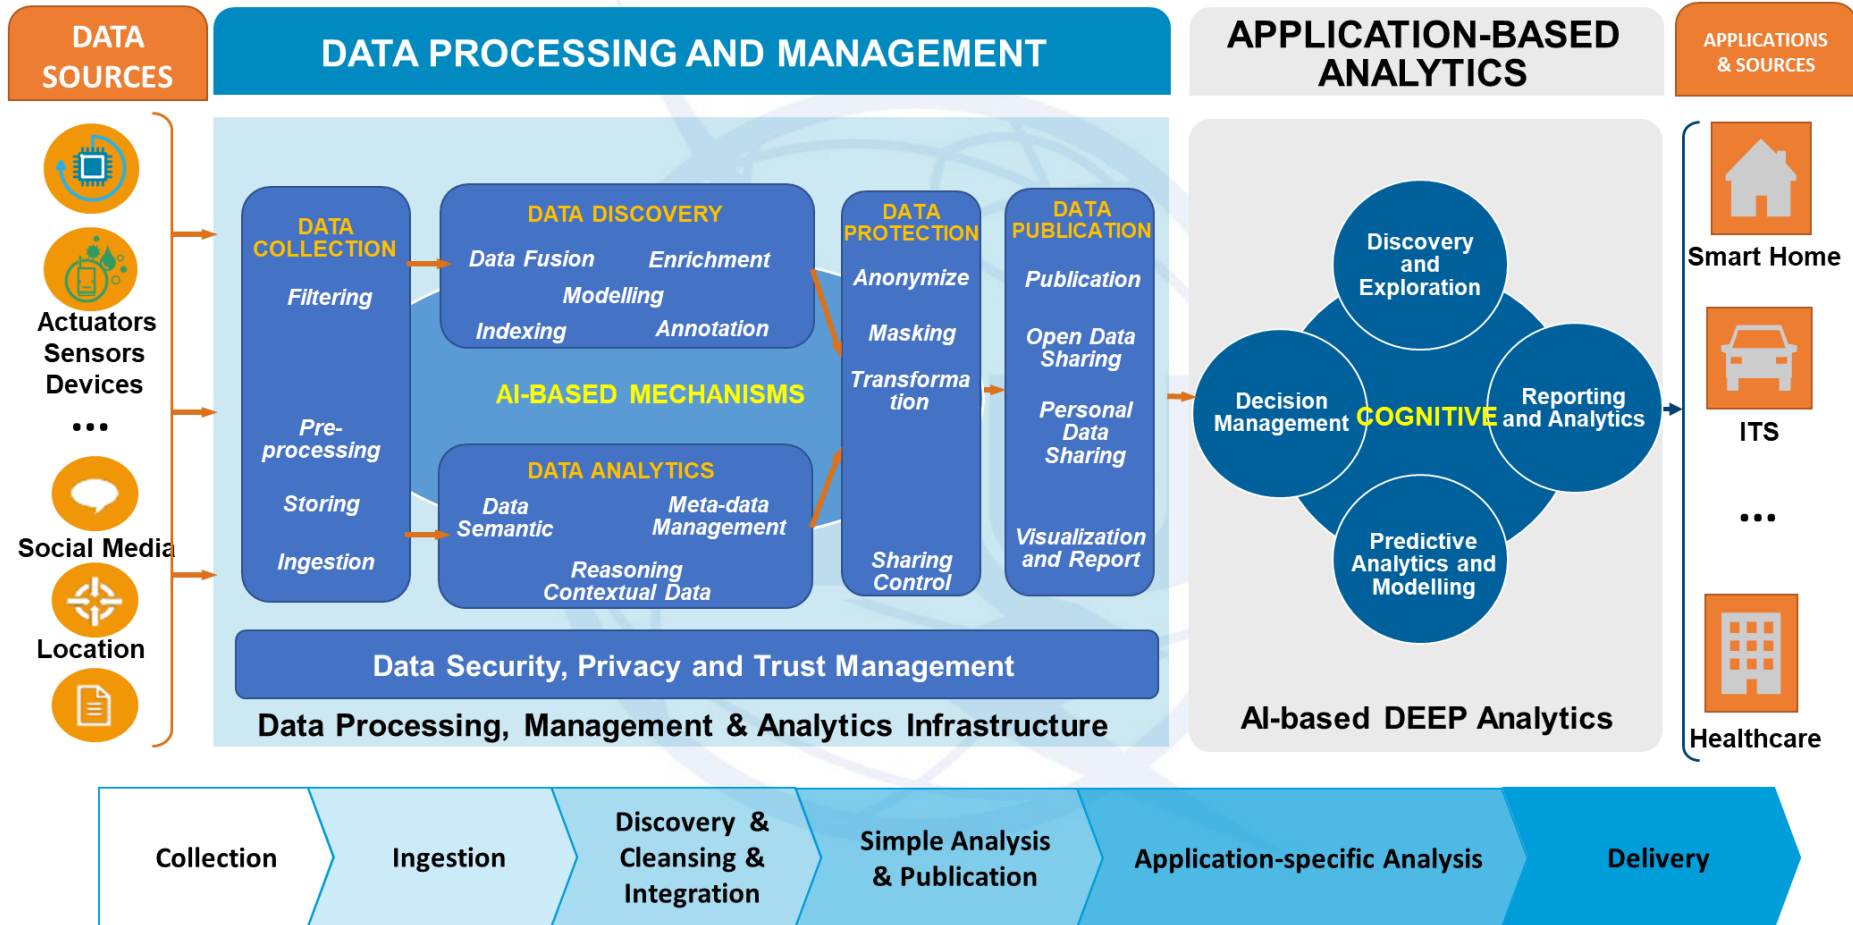 DATA
SOURCES
DATA PROCESSING AND MANAGEMENT
APPLICATION-BASED
ANALYTICS
APPLICATIONS
& SOURCES
Actuators
Sensors
Devices
...
Social Media
Location
DATA
COLLECTION
Filtering
Pre-
processing
Storing
Ingestion
DATA DISCOVERY
Data Fusion
Enrichment
Modelling
Indexing
Annotation
AI-BASED MECHANISMS
DATA ANALYTICS
Data
Semantic
Meta-data
Management
Reasoning
Contextual Data
DATA
PROTECTION
Anonymize
Masking
Transforma
tion
Sharing
Control
DATA
PUBLICATION
Publication
Open Data
Sharing
Personal
Data
Sharing
Visualization
and Report
Data Security, Privacy and Trust Management
Data Processing, Management & Analytics Infrastructure
Discovery
and
Exploration
Decision
Management
COGNITIVE
Reporting
and Analytics
Predictive
Analytics and
Modelling
AI-based DEEP Analytics
Smart Home
ITS
...
Healthcare
Collection
Ingestion
Discovery &
Cleansing &
Integration
Simple Analysis
& Publication
Application-specific Analysis
Delivery